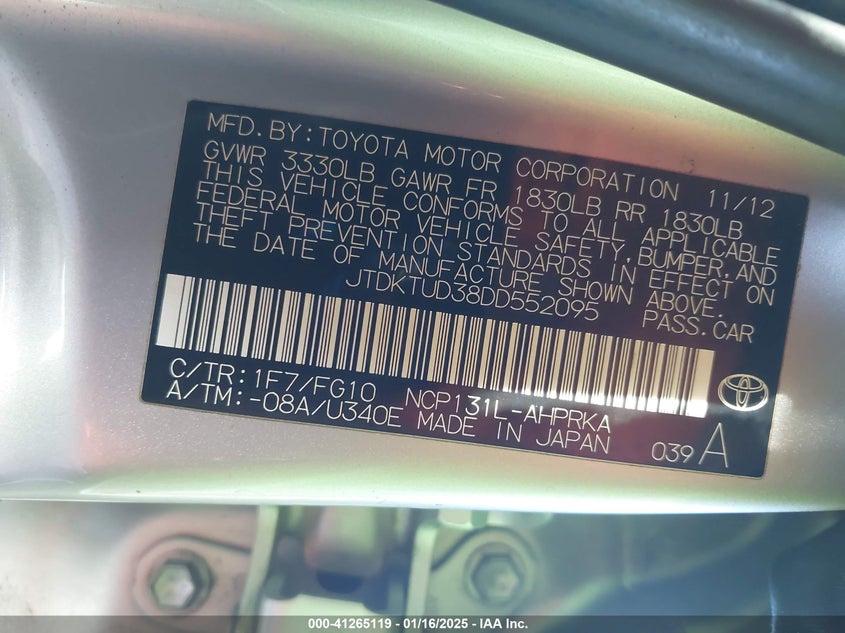 MFD.BY:TOYOTA MOTOR CORPORATION 11/12
GVWR 3330LB GAWR FR 1830LB RR 1830LB
THIS VEHICLE CONFORMS TO ALL APPLICABLE
FEDERAL MOTOR VEHICLE SAFETY,BUMPER,AND
THEFT PREVENTION STANDARDS IN EFFECT ON
THE DATE OF MANUFACTURE SHOWN ABOVE.
JTDKTUD38DD552095 PASS.CAR
C/TR:1F7/FG10 NCP131L-AHPRKA
A/TM:-08A/U340E MADE IN JAPAN 039 A
000-41265119 - 01/16/2025 - IAA Inc.